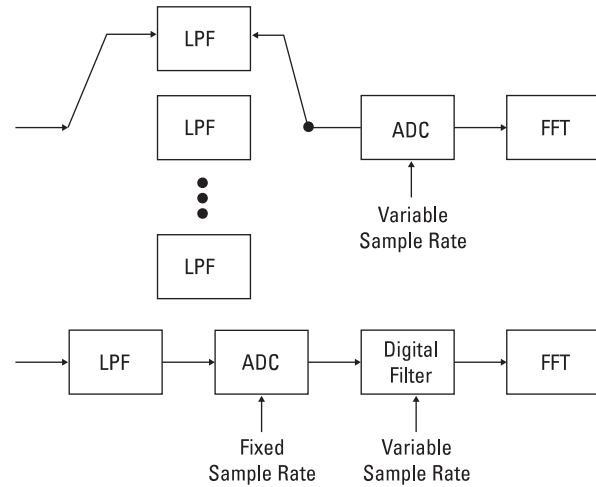 LPF
LPF
ADC
FFT
Variable
Sample Rate
LPF
LPF
ADC
Digital
Filter
FFT
Fixed
Sample Rate
Variable
Sample Rate